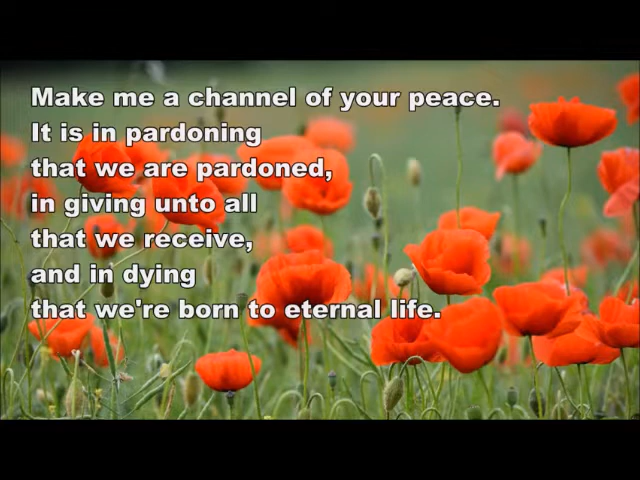 Make me a channel of your peace.
It is in pardoning
that we are pardoned,
in giving unto all
that we receive,
and in dying
that we're born to eternal life.